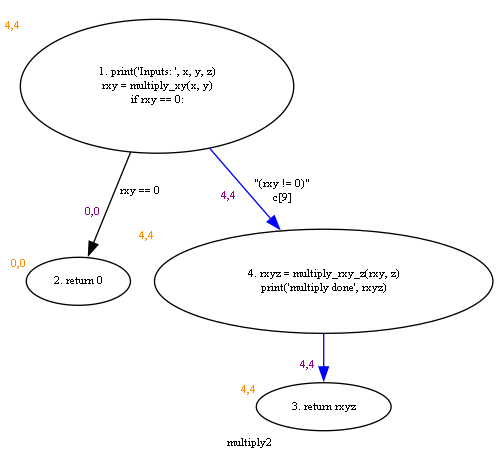 4,4
1. print('Inputs: ', x, y, z)
rxy = multiply_xy(x, y)
if rxy == 0:
rxy == 0
"(rxy != 0)"
c[9]
0,0
4,4
4,4
0,0
2. return 0
4. rxyz = multiply_rxy_z(rxy, z)
print('multiply done', rxyz)
4,4
4,4
3. return rxyz
multiply2